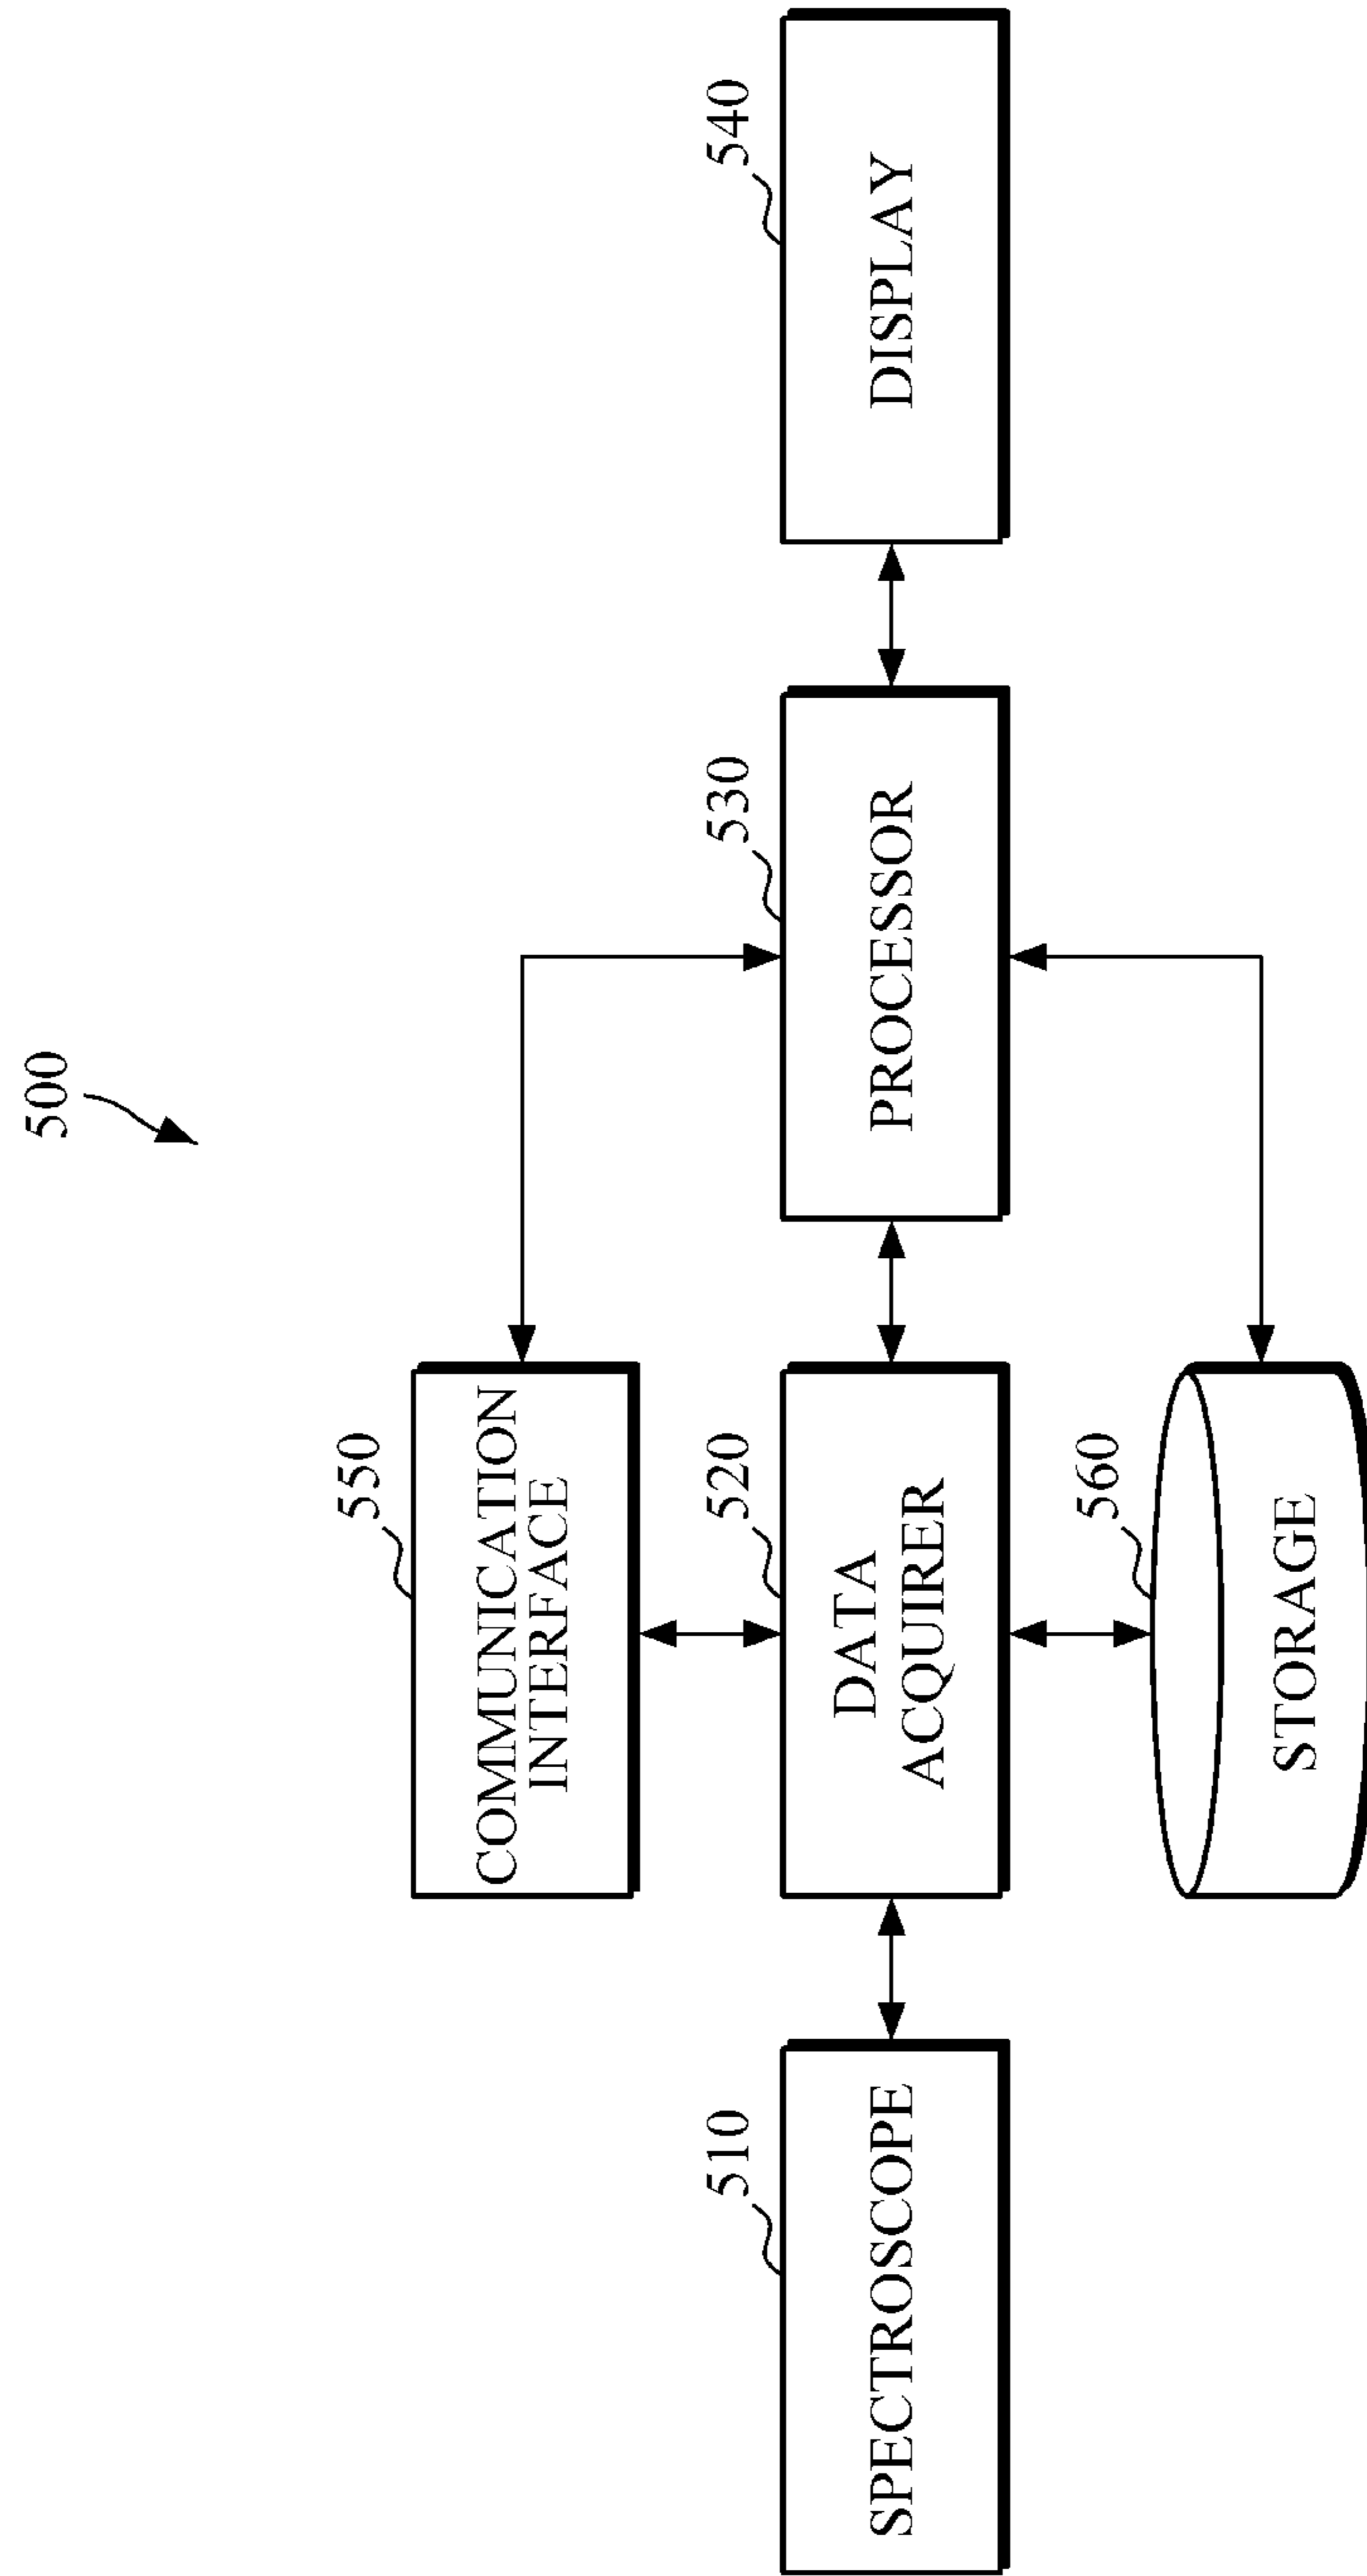 500
550
COMMUNICATION
INTERFACE
510
SPECTROSCOPE
520
DATA
ACQUIRER
530
PROCESSOR
540
DISPLAY
560
STORAGE